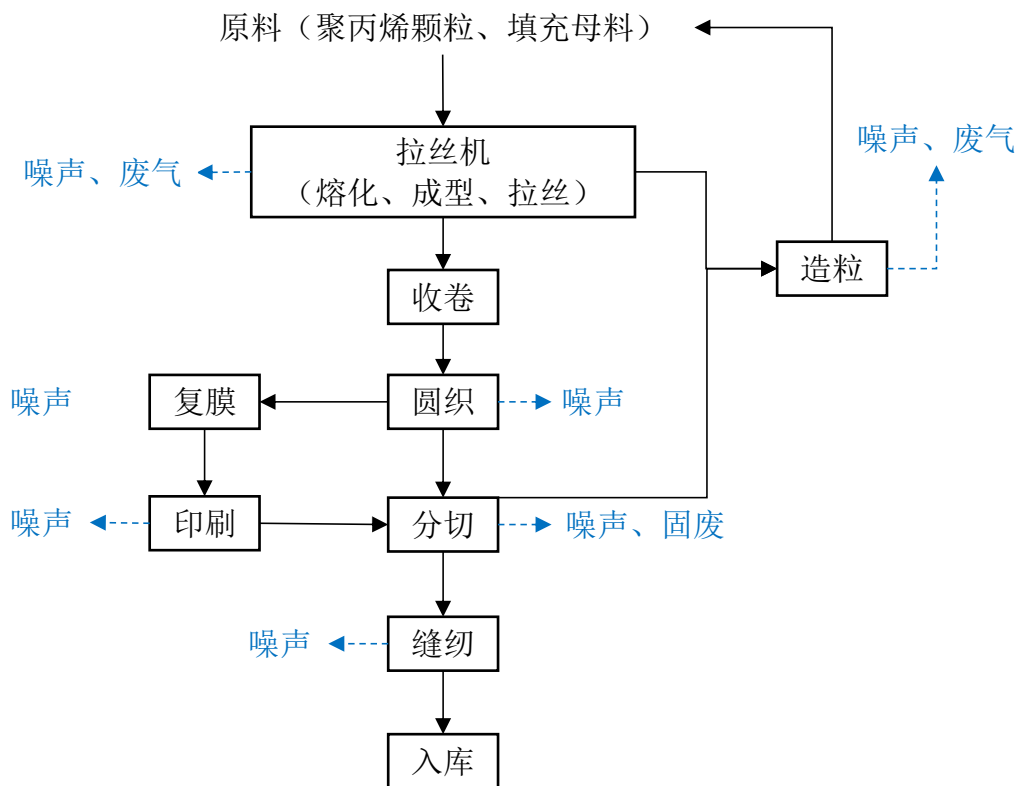 原料（聚丙烯颗粒、填充母料）
拉丝机
（熔化、成型、拉丝）
噪声、废气
噪声、废气
造粒
收卷
噪声
复膜
圆织
噪声
噪声
印刷
分切
噪声、固废
噪声
缝纫
入库